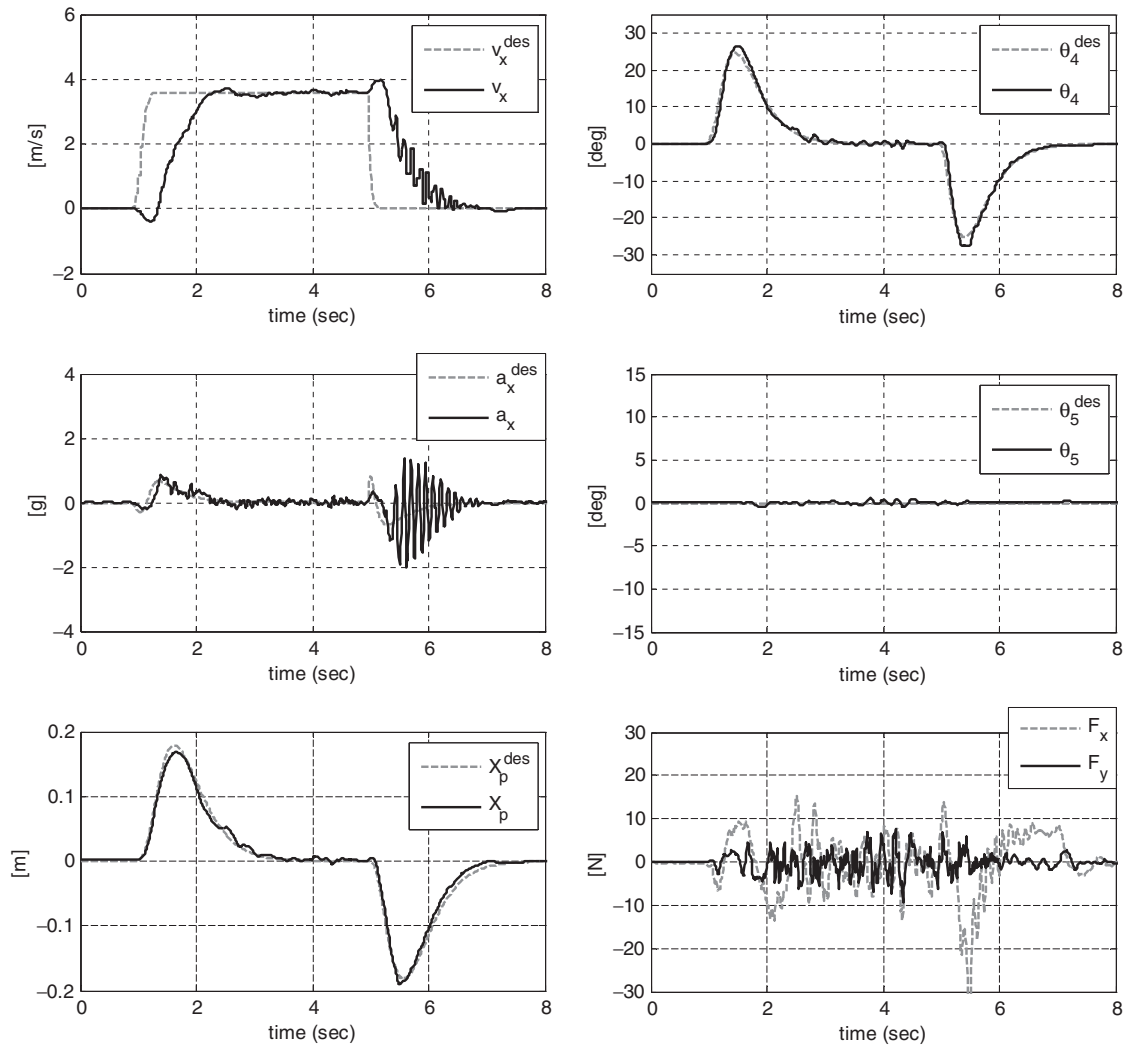 6
4
2
0
−2
[m/s]
v_x^des
v_x
0 2 4 6 8
time (sec)
30
20
10
0
−10
−20
−30
[deg]
θ_4^des
θ_4
0 2 4 6 8
time (sec)
4
2
0
−2
−4
[g]
a_x^des
a_x
0 2 4 6 8
time (sec)
15
10
5
0
−5
−10
−15
[deg]
θ_5^des
θ_5
0 2 4 6 8
time (sec)
0.2
0.1
0
−0.1
−0.2
[m]
X_p^des
X_p
0 2 4 6 8
time (sec)
30
20
10
0
−10
−20
−30
[N]
F_x
F_y
0 2 4 6 8
time (sec)